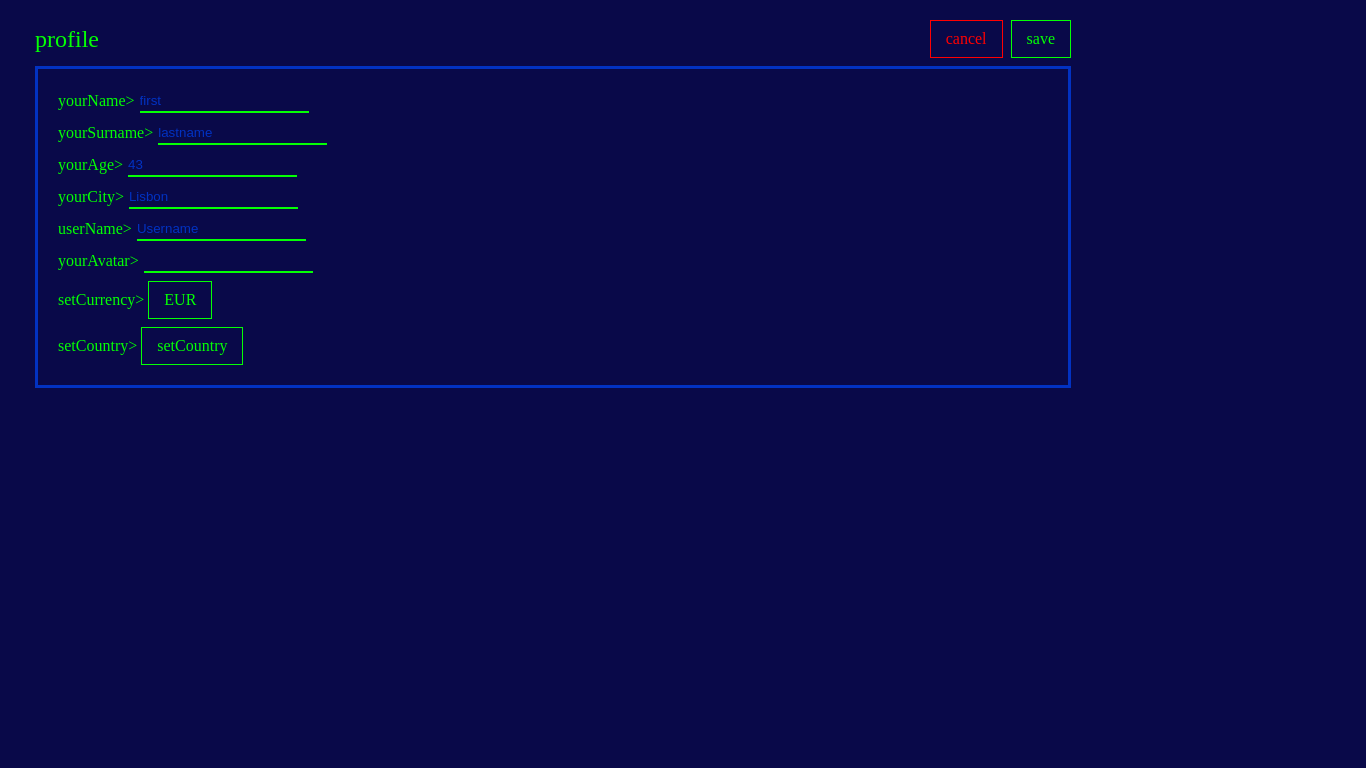 profile cancel save
yourName> first
yourSurname> lastname
yourAge> 43
yourCity> Lisbon
userName> Username
yourAvatar>
setCurrency> EUR
setCountry> setCountry